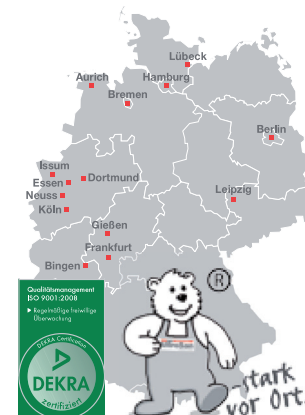 Lübeck
Aurich
Hamburg
Bremen
Berlin
Issum
Dortmund
Essen
Neuss
Leipzig
Köln
Gießen
Frankfurt
Bingen
®
Qualitätsmanagement
ISO 9001:2008
Regelmäßige freiwillige
Überwachung
DEKRA Certification
DEKRA
zertifiziert
stark
vor Ort